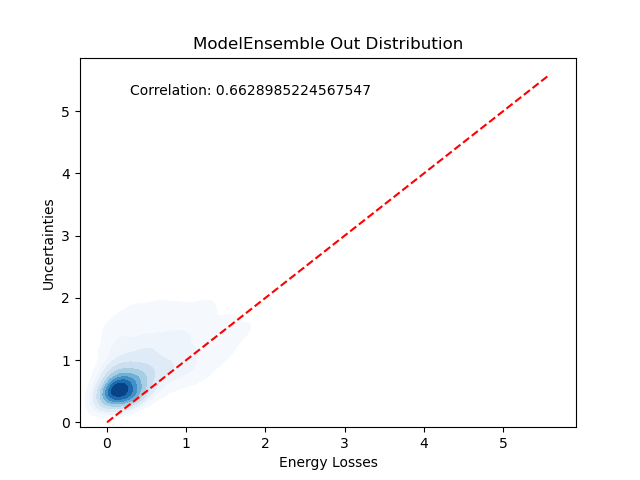 ModelEnsemble Out Distribution
Correlation: 0.6628985224567547
Uncertainties
5
4
3
2
1
0
0 1 2 3 4 5
Energy Losses